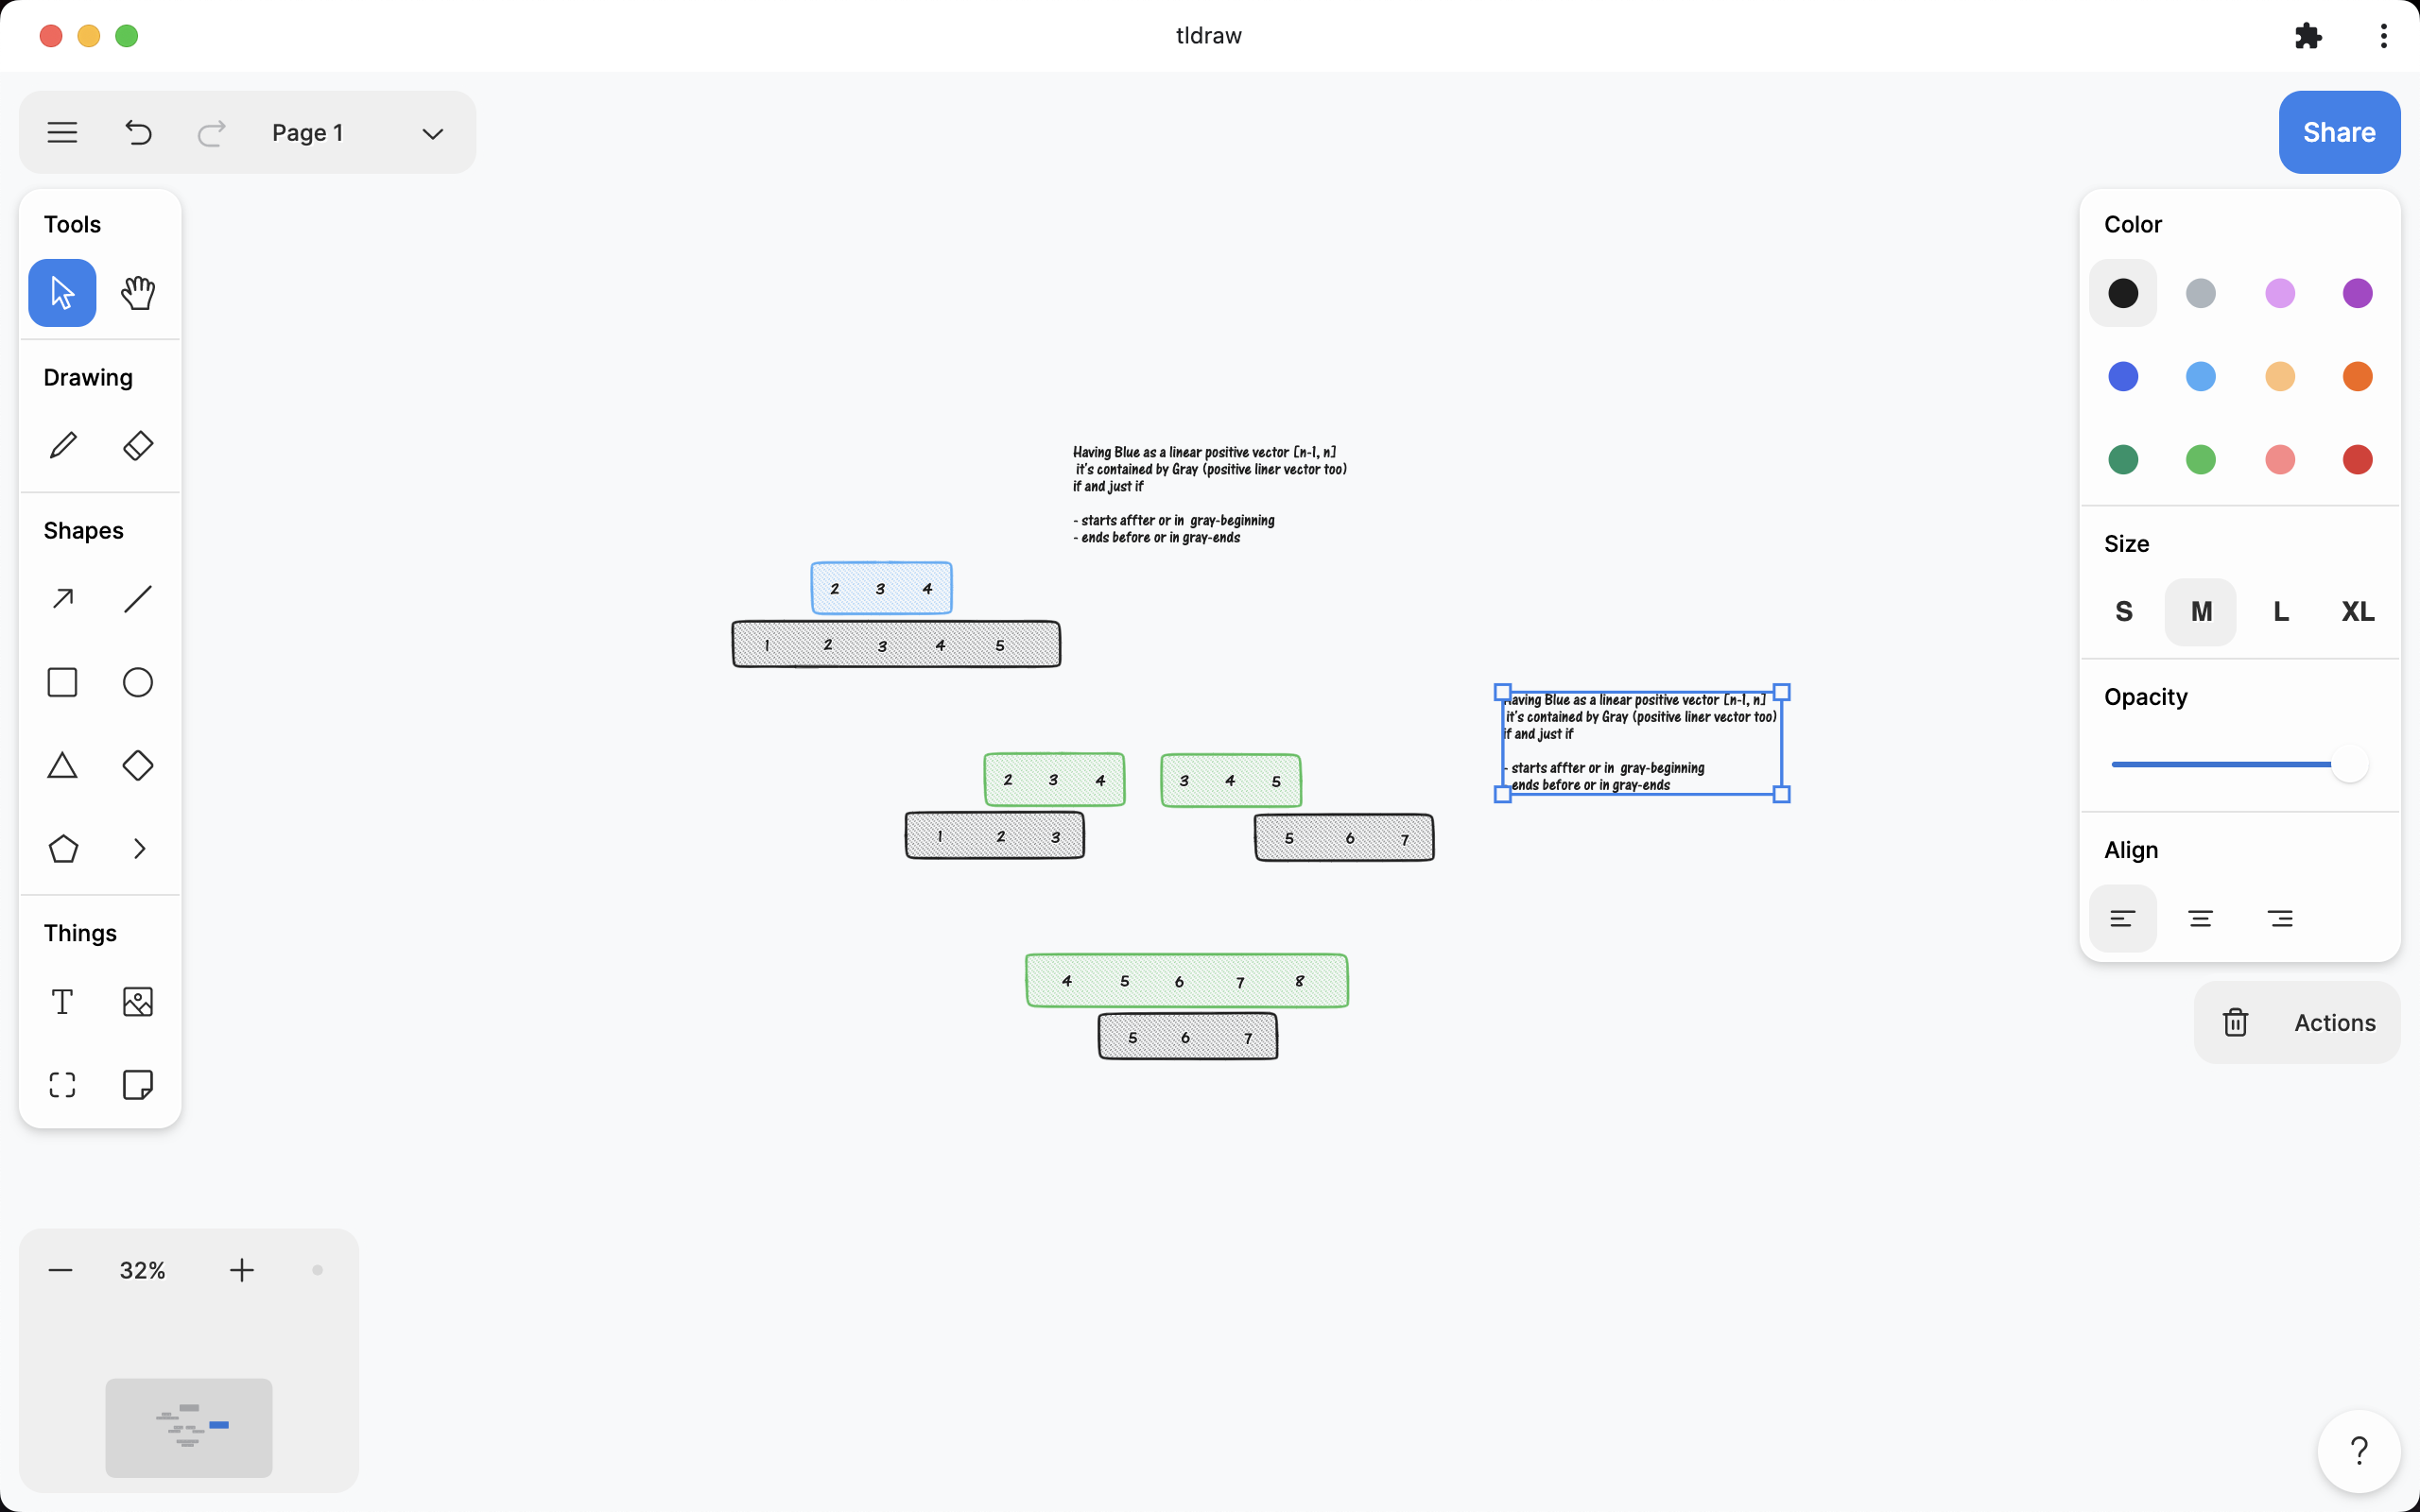 tldraw
Page 1
Share
Tools
Color
Drawing
Having Blue as a linear positive vector [n-1, n]
it's contained by Gray (positive liner vector too)
if and just if
- starts affter or in gray-beginning
- ends before or in gray-ends
Shapes
Size
S M L XL
2 3 4
1 2 3 4 5
Opacity
Having Blue as a linear positive vector [n-1, n]
it's contained by Gray (positive liner vector too)
if and just if
- starts affter or in gray-beginning
- ends before or in gray-ends
2 3 4
3 4 5
1 2 3
5 6 7
Align
Things
4 5 6 7 8
5 6 7
T
Actions
32%
?